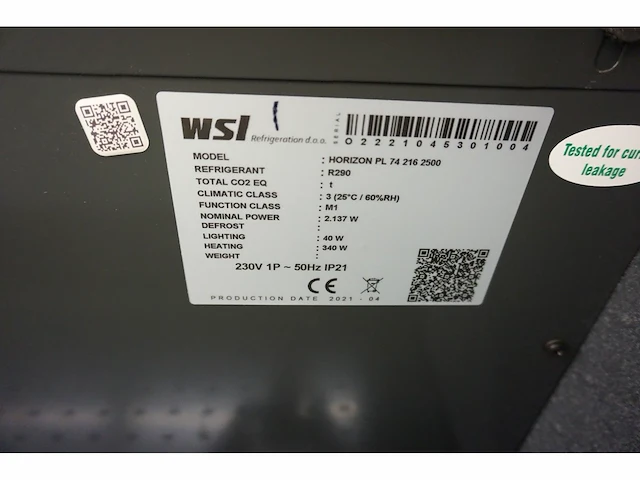 WSI Refrigeration d.o.o.
SERIAL
O2221045301004
MODEL : HORIZON PL 74 216 2500
REFRIGERANT : R290
TOTAL CO2 EQ : t
CLIMATIC CLASS : 3 (25°C / 60%RH)
FUNCTION CLASS : M1
NOMINAL POWER : 2.137 W
DEFROST :
LIGHTING : 40 W
HEATING : 340 W
WEIGHT :
230V 1P ~ 50Hz IP21
CE
PRODUCTION DATE 2021 - 04
Tested for
leakage